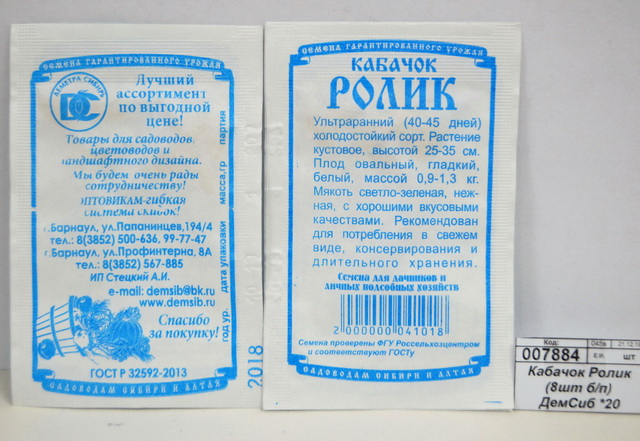 СЕМЕНА ГАРАНТИРОВАННОГО УРОЖАЯ
ДЕМЕТРА-СИБИРЬ
DC
Лучший
ассортимент
по выгодной
цене!
Товары для садоводов,
цветоводов и
ландшафтного дизайна.
Мы будем очень рады
сотрудничеству!
ОПТОВИКАМ-гибкая
система скидок!
г.Барнаул, ул.Папанинцев,194/4
тел.: 8(3852) 500-636, 99-77-47
г.Барнаул, ул.Профинтерна, 8А
тел.: 8(3852) 567-885
ИП Стецкий А.И.
e-mail: demsib@bk.ru
www.demsib.ru
Спасибо
за покупку!
ГОСТ Р 32592-2013
САДОВОДАМ СИБИРИ И АЛТАЯ
партия
масса.гр
дата упаковки
год ур.
2018
СЕМЕНА ГАРАНТИРОВАННОГО УРОЖАЯ
КАБАЧОК
РОЛИК
Ультраранний (40-45 дней)
холодостойкий сорт. Растение
кустовое, высотой 25-35 см.
Плод овальный, гладкий,
белый, массой 0,9-1,3 кг.
Мякоть светло-зеленая, неж-
ная, с хорошими вкусовыми
качествами. Рекомендован
для потребления в свежем
виде, консервирования и
длительного хранения.
Семена для дачников и
личных подсобных хозяйств
2 000000 041018
Семена проверены ФГУ Россельхозцентром
и соответствуют ГОСТу
САДОВОДАМ СИБИРИ И АЛТАЯ
Код:
007884
шт
Кабачок Ролик
(8шт б/п)
ДемСиб *20